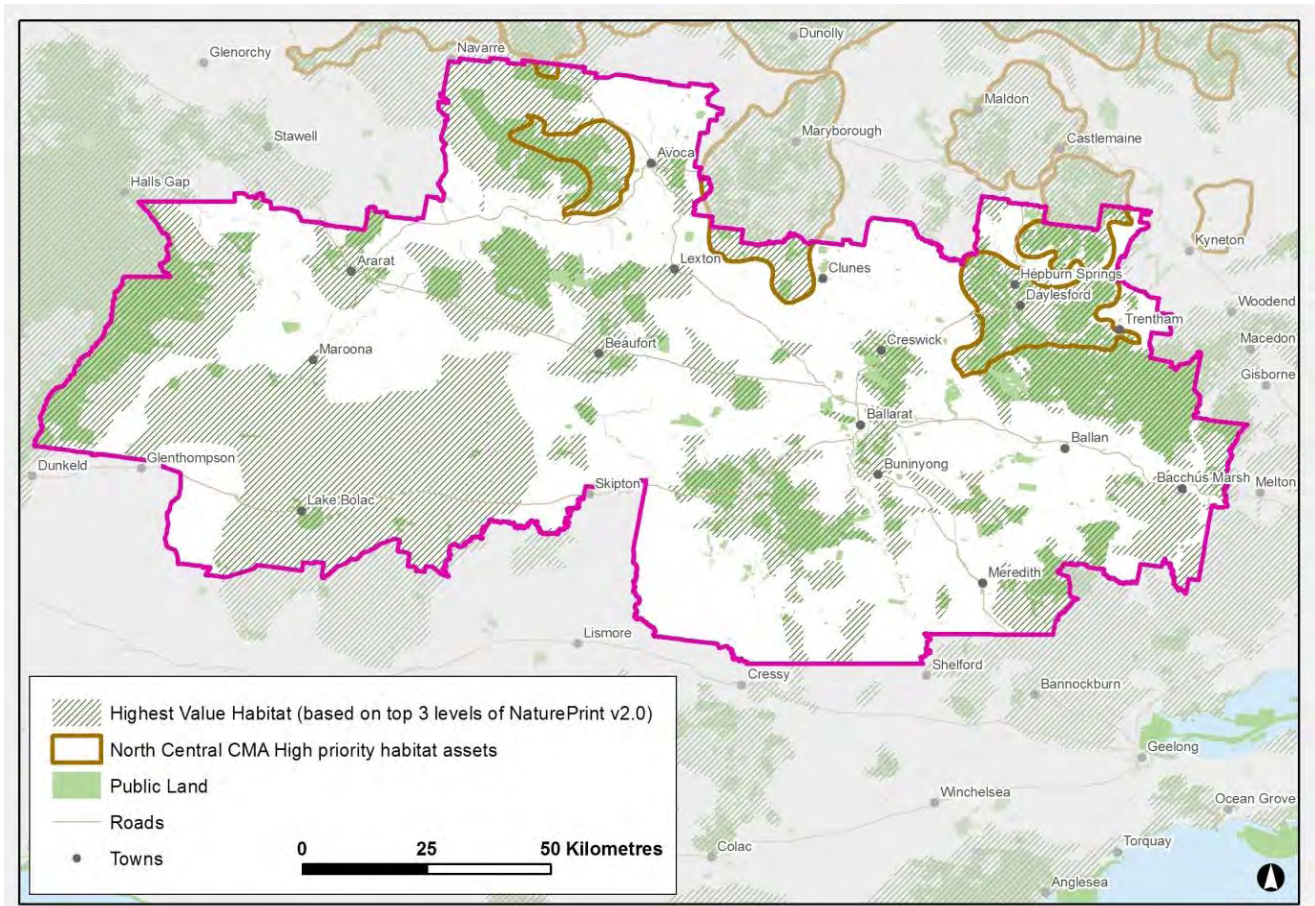 Dunolly
Navarre
Glenorchy
Maldon
Maryborough
Castlemaine
Stawell
Avoca
Halls Gap
Kyneton
Ararat
Lexton
Clunes
Hepburn Springs
Daylesford
Woodend
Trentham
Macedon
Maroona
Beaufort
Creswick
Gisborne
Ballarat
Ballan
Dunkeld
Glenthompson
Buninyong
Bacchus Marsh
Melton
Skipton
Lake Bolac
Meredith
Lismore
Shelford
Cressy
Bannockburn
Geelong
Winchelsea
Ocean Grove
Torquay
Colac
Anglesea
Highest Value Habitat (based on top 3 levels of NaturePrint v2.0)
North Central CMA High priority habitat assets
Public Land
Roads
Towns
0 25 50 Kilometres